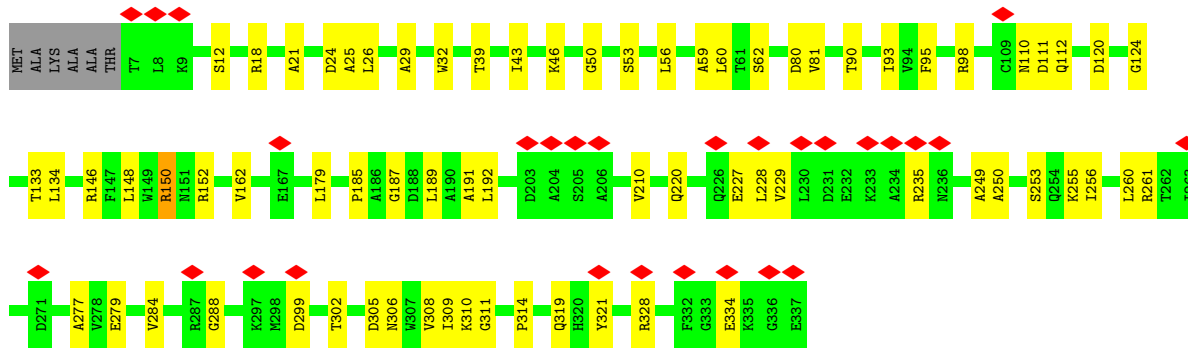 MET ALA LYS ALA ALA THR T7 L8 K9 S12 R18 A21 D24 A25 L26 A29 W32 T39 I43 K46 G50 S53 L56 A59 L60 T61 S62 D80 V81 T90 I93 V94 F95 R98 C109 N110 D111 Q112 D120 G124
T133 L134 R146 F147 L148 W149 R150 N151 R152 V162 E167 L179 P185 A186 G187 D188 L189 A190 A191 L192 D203 A204 S205 A206 V210 Q220 Q226 E227 L228 V229 L230 D231 E232 K233 A234 R235 N236 A249 A250 S253 Q254 K255 I256 L260 R261 T262
D271 A277 V278 E279 V284 R287 G288 K297 M298 D299 T302 D305 N306 W307 V308 I309 K310 G311 P314 Q319 H320 Y321 R328 F332 G333 E334 K335 G336 E337